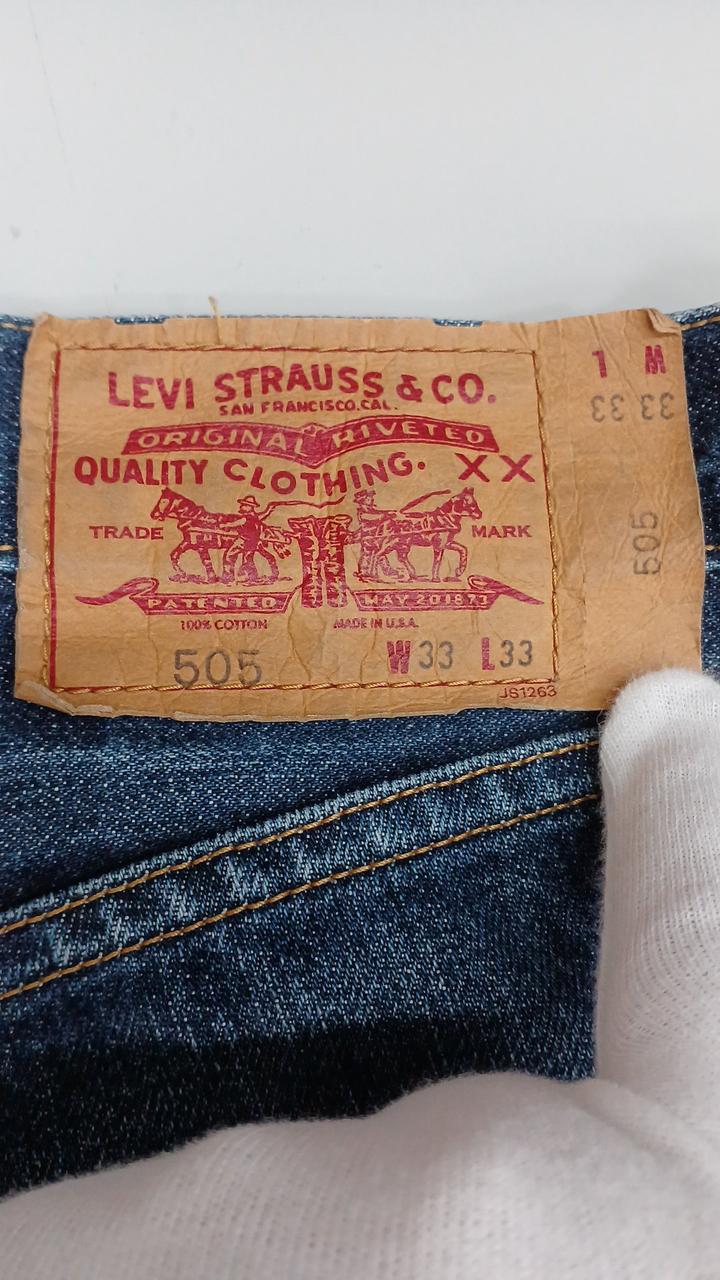 LEVI STRAUSS & CO.
SAN FRANCISCO, CAL.
ORIGINAL RIVETED
QUALITY CLOTHING. XX
TRADE MARK
PATENTED MAY 20 1873
100% COTTON MADE IN U.S.A.
505 W33 L33
JS1263
1 M
33 33
505